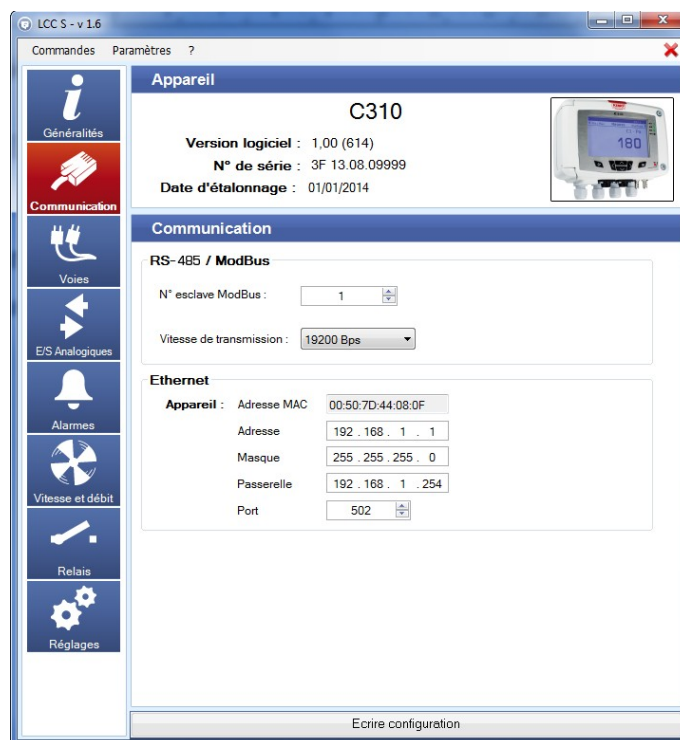 LCC S - v 1.6
Commandes Paramètres ?
Généralités
Communication
Voies
E/S Analogiques
Alarmes
Vitesse et débit
Relais
Réglages
Appareil
C310
Version logiciel : 1,00 (614)
N° de série : 3F 13.08.09999
Date d'étalonnage : 01/01/2014
180
Communication
RS-485 / ModBus
N° esclave ModBus : 1
Vitesse de transmission : 19200 Bps
Ethernet
Appareil : Adresse MAC 00:50:7D:44:08:0F
Adresse 192 . 168 . 1 . 1
Masque 255 . 255 . 255 . 0
Passerelle 192 . 168 . 1 . 254
Port 502
Ecrire configuration